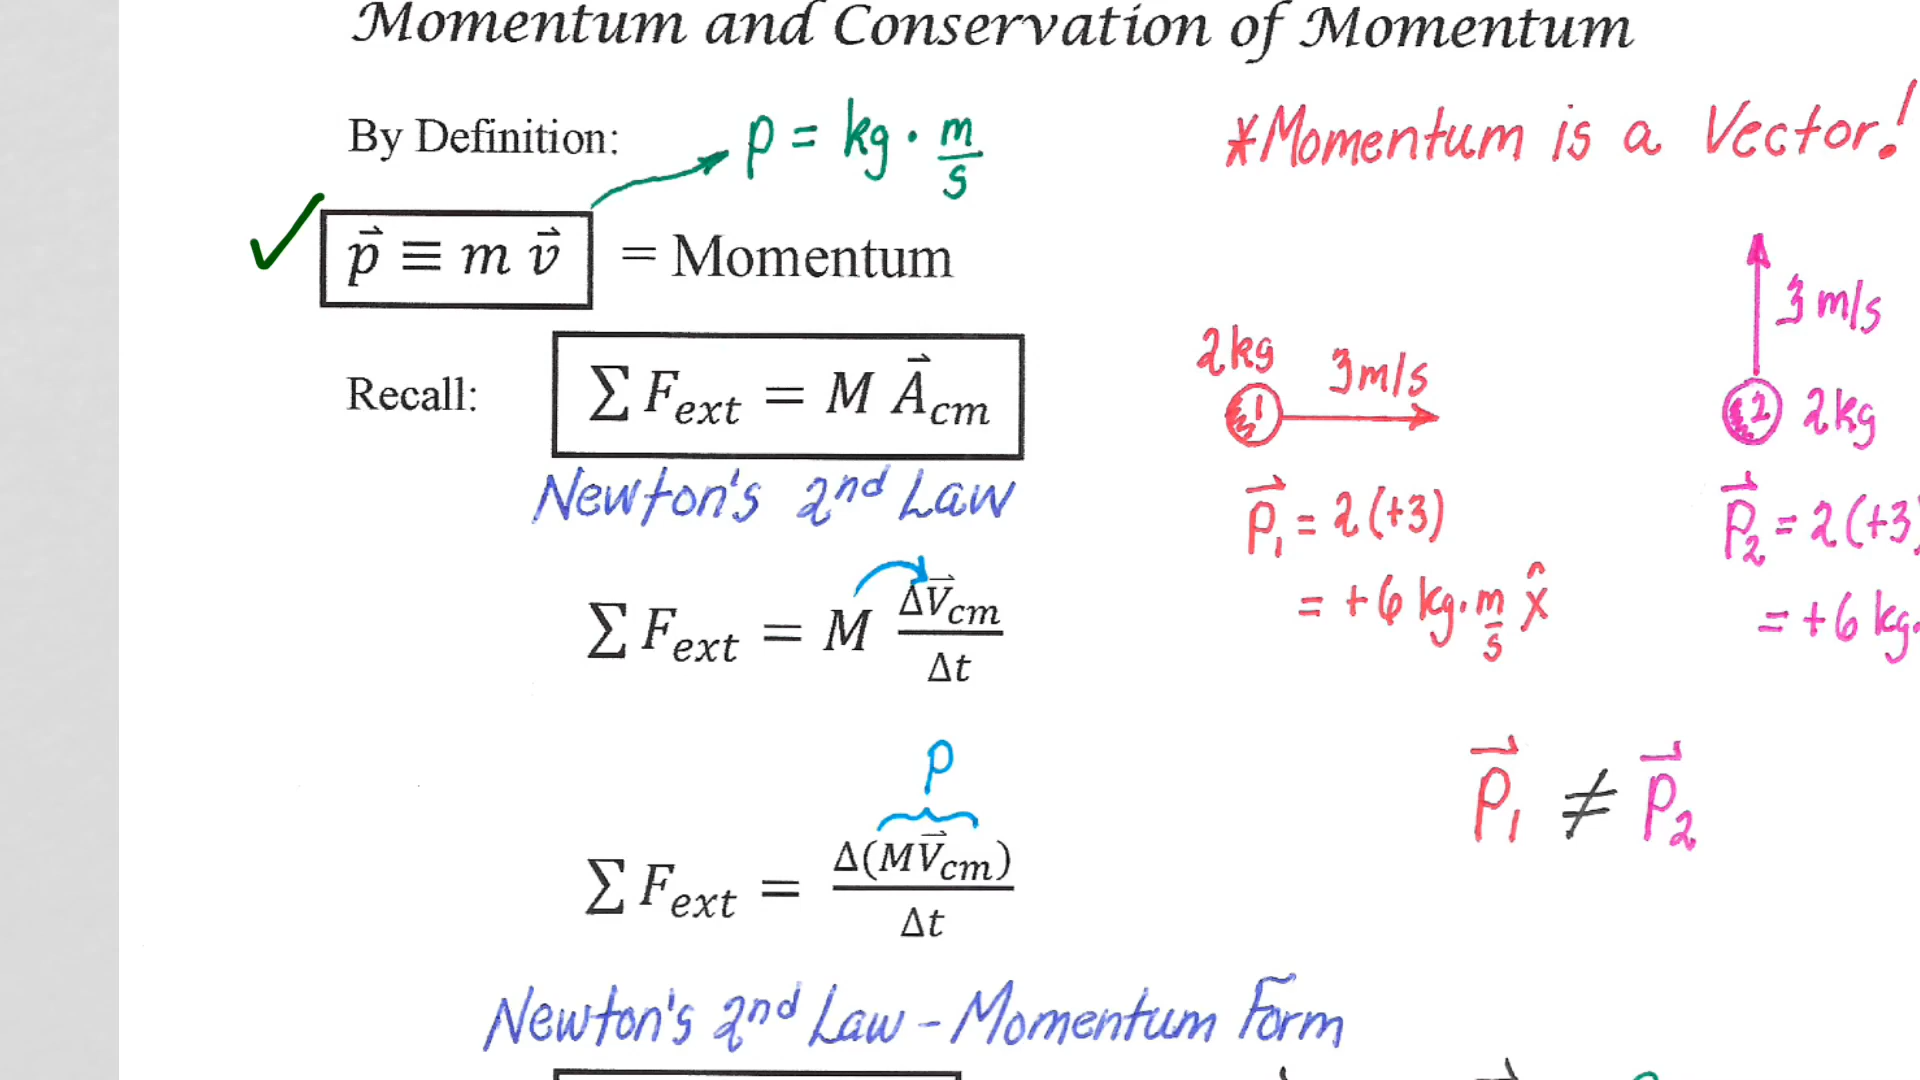 Momentum and Conservation of Momentum
By Definition:
p = kg · m/s
*Momentum is a Vector!
p⃗ ≡ m v⃗ = Momentum
Recall:
∑ F_ext = M A⃗_cm
Newton's 2nd Law
∑ F_ext = M ΔV⃗_cm/Δt
p
∑ F_ext = Δ(MV⃗_cm)/Δt
Newton's 2nd Law - Momentum Form
2kg
3m/s
1
p⃗₁ = 2(+3)
= +6 kg·m/s x̂
3 m/s
2
2kg
p⃗₂ = 2(+3)
= +6 kg·
p⃗₁ ≠ p⃗₂